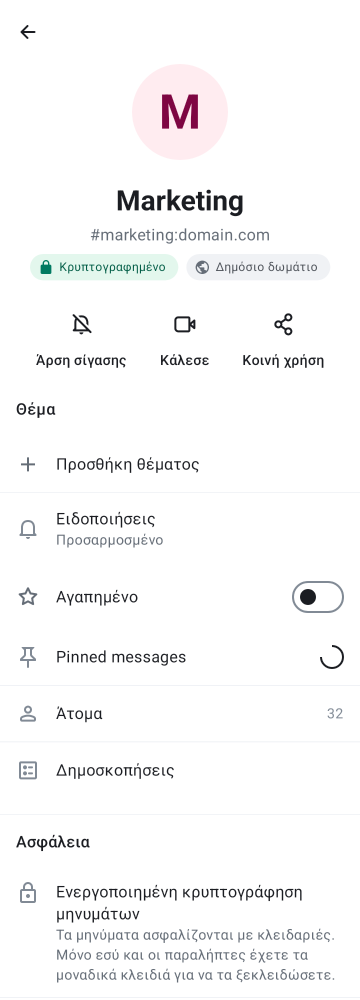 M
Marketing
#marketing:domain.com
Κρυπτογραφημένο
Δημόσιο δωμάτιο
Άρση σίγασης
Κάλεσε
Κοινή χρήση
Θέμα
Προσθήκη θέματος
Ειδοποιήσεις
Προσαρμοσμένο
Αγαπημένο
Pinned messages
Άτομα
32
Δημοσκοπήσεις
Ασφάλεια
Ενεργοποιημένη κρυπτογράφηση
μηνυμάτων
Τα μηνύματα ασφαλίζονται με κλειδαριές.
Μόνο εσύ και οι παραλήπτες έχετε τα
μοναδικά κλειδιά για να τα ξεκλειδώσετε.